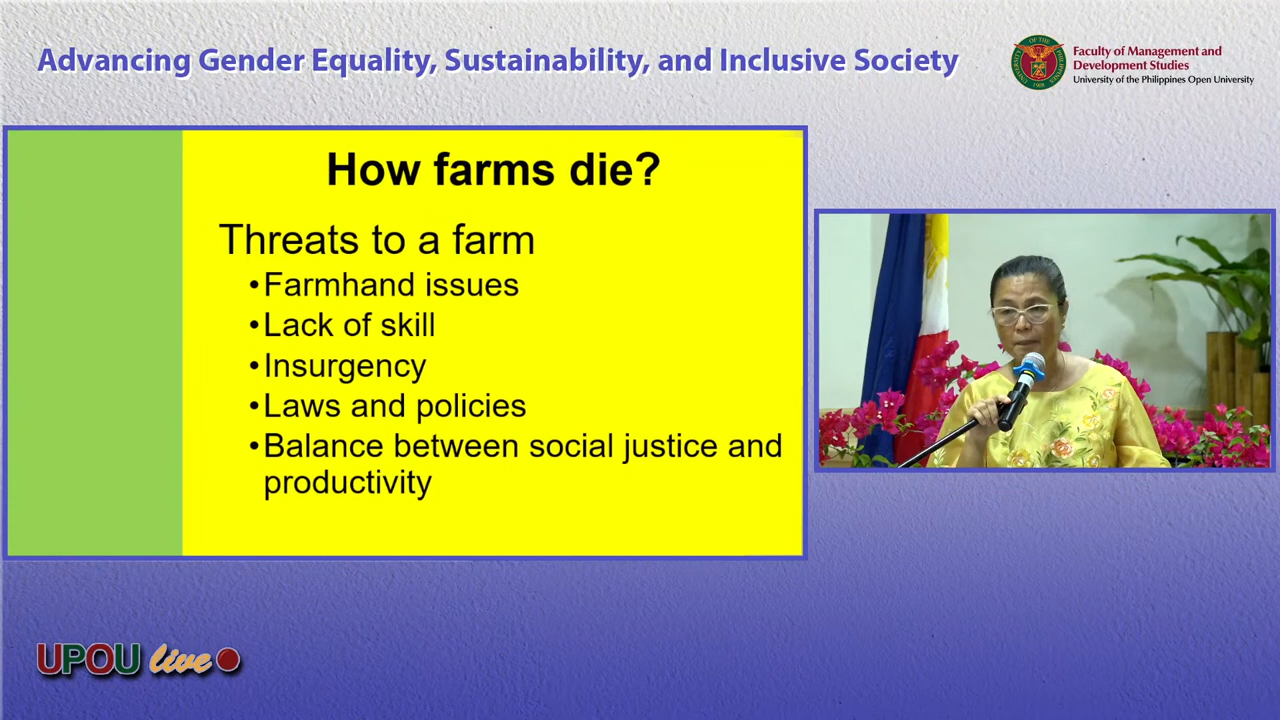 Advancing Gender Equality, Sustainability, and Inclusive Society
Faculty of Management and
Development Studies
University of the Philippines Open University
How farms die?
Threats to a farm
•Farmhand issues
•Lack of skill
•Insurgency
•Laws and policies
•Balance between social justice and
productivity
UPOU live